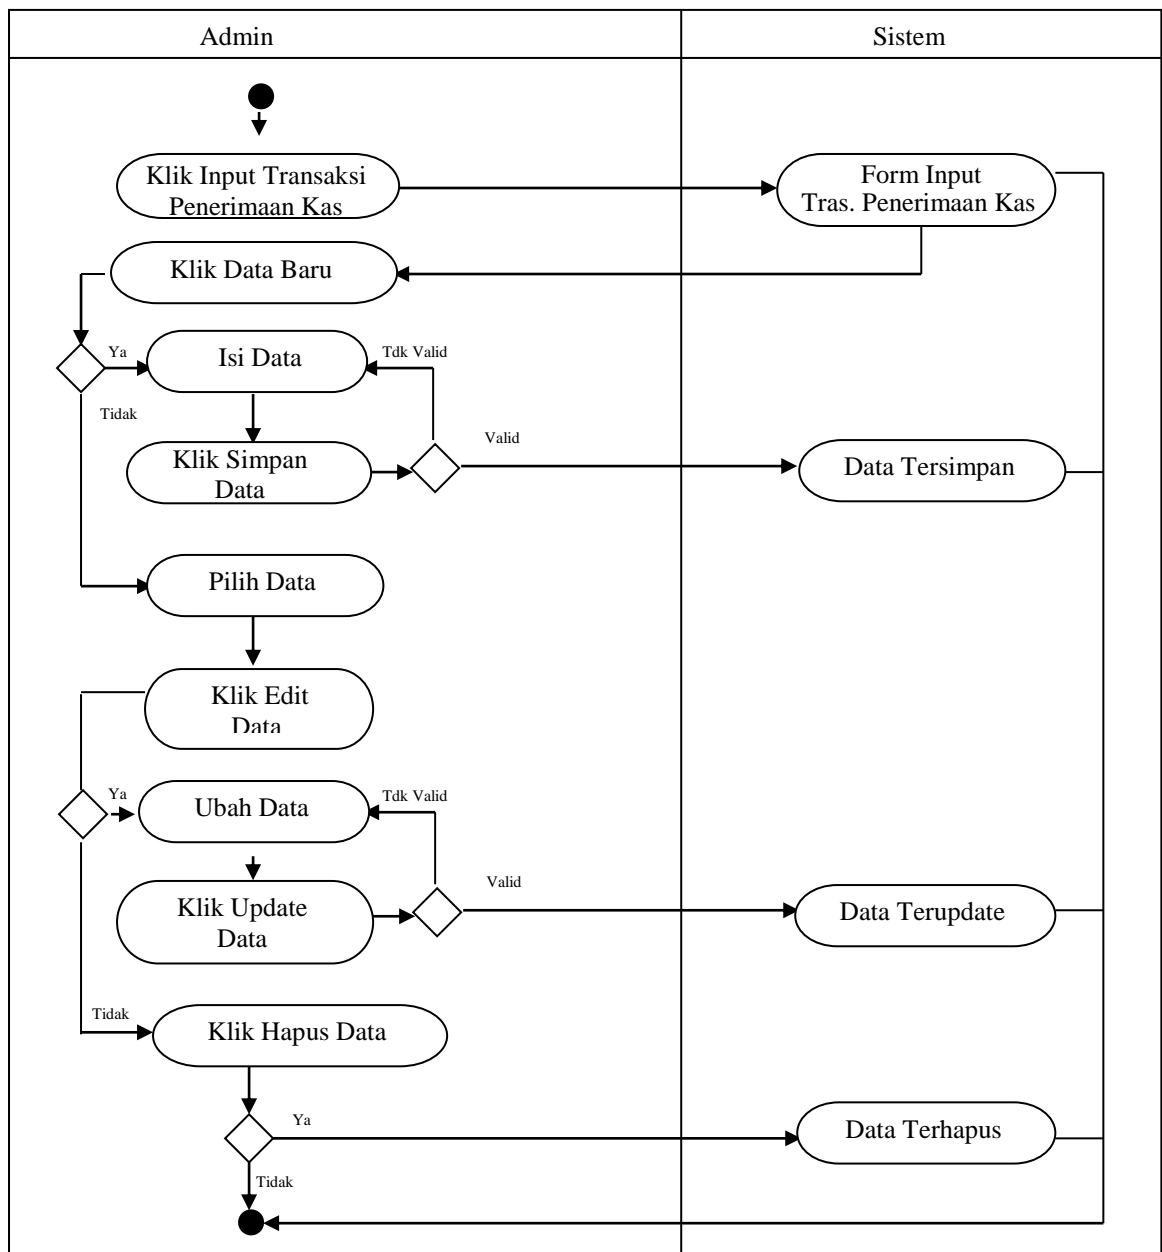 Admin
Sistem
Klik Input Transaksi
Penerimaan Kas
Form Input
Tras. Penerimaan Kas
Klik Data Baru
Ya
Isi Data
Tdk Valid
Tidak
Klik Simpan
Data
Valid
Data Tersimpan
Pilih Data
Klik Edit
Data
Ya
Ubah Data
Tdk Valid
Klik Update
Data
Valid
Data Terupdate
Tidak
Klik Hapus Data
Ya
Data Terhapus
Tidak